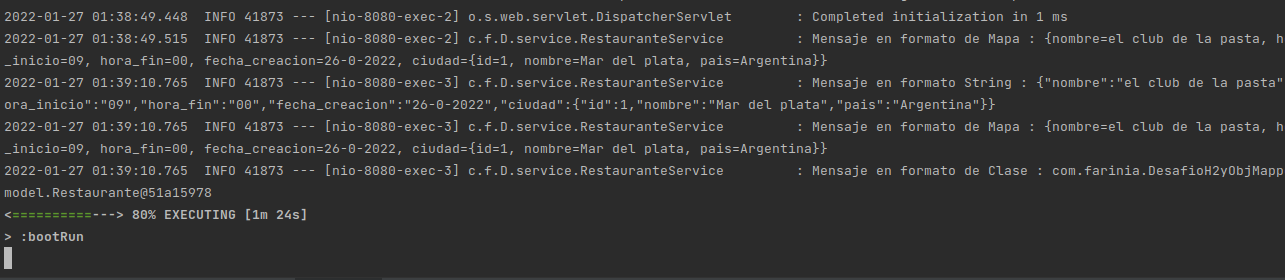 2022-01-27 01:38:49.448  INFO 41873 --- [nio-8080-exec-2] o.s.web.servlet.DispatcherServlet        : Completed initialization in 1 ms
2022-01-27 01:38:49.515  INFO 41873 --- [nio-8080-exec-2] c.f.D.service.RestauranteService         : Mensaje en formato de Mapa : {nombre=el club de la pasta, h
_inicio=09, hora_fin=00, fecha_creacion=26-0-2022, ciudad={id=1, nombre=Mar del plata, pais=Argentina}}
2022-01-27 01:39:10.765  INFO 41873 --- [nio-8080-exec-3] c.f.D.service.RestauranteService         : Mensaje en formato String : {"nombre":"el club de la pasta"
ora_inicio":"09","hora_fin":"00","fecha_creacion":"26-0-2022","ciudad":{"id":1,"nombre":"Mar del plata","pais":"Argentina"}}
2022-01-27 01:39:10.765  INFO 41873 --- [nio-8080-exec-3] c.f.D.service.RestauranteService         : Mensaje en formato de Mapa : {nombre=el club de la pasta, h
_inicio=09, hora_fin=00, fecha_creacion=26-0-2022, ciudad={id=1, nombre=Mar del plata, pais=Argentina}}
2022-01-27 01:39:10.765  INFO 41873 --- [nio-8080-exec-3] c.f.D.service.RestauranteService         : Mensaje en formato de Clase : com.farinia.DesafioH2yObjMapp
model.Restaurante@51a15978
<==========---> 80% EXECUTING [1m 24s]
> :bootRun